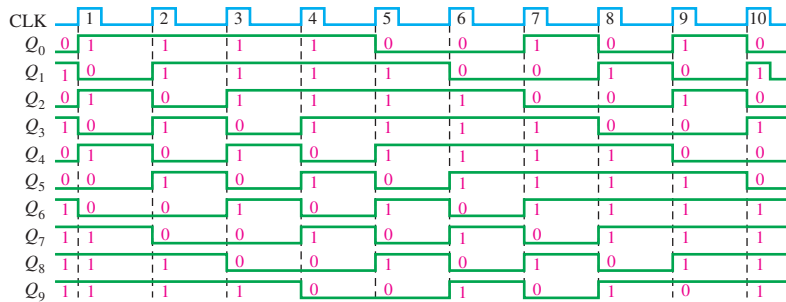 CLK 1 2 3 4 5 6 7 8 9 10
Q0 0 1 1 1 1 0 0 1 0 1 0
Q1 1 0 1 1 1 1 0 0 1 0 1
Q2 0 1 0 1 1 1 1 0 0 1 0
Q3 1 0 1 0 1 1 1 1 0 0 1
Q4 0 1 0 1 0 1 1 1 1 0 0
Q5 0 0 1 0 1 0 1 1 1 1 0
Q6 1 0 0 1 0 1 0 1 1 1 1
Q7 1 1 0 0 1 0 1 0 1 1 1
Q8 1 1 1 0 0 1 0 1 0 1 1
Q9 1 1 1 1 0 0 1 0 1 0 1